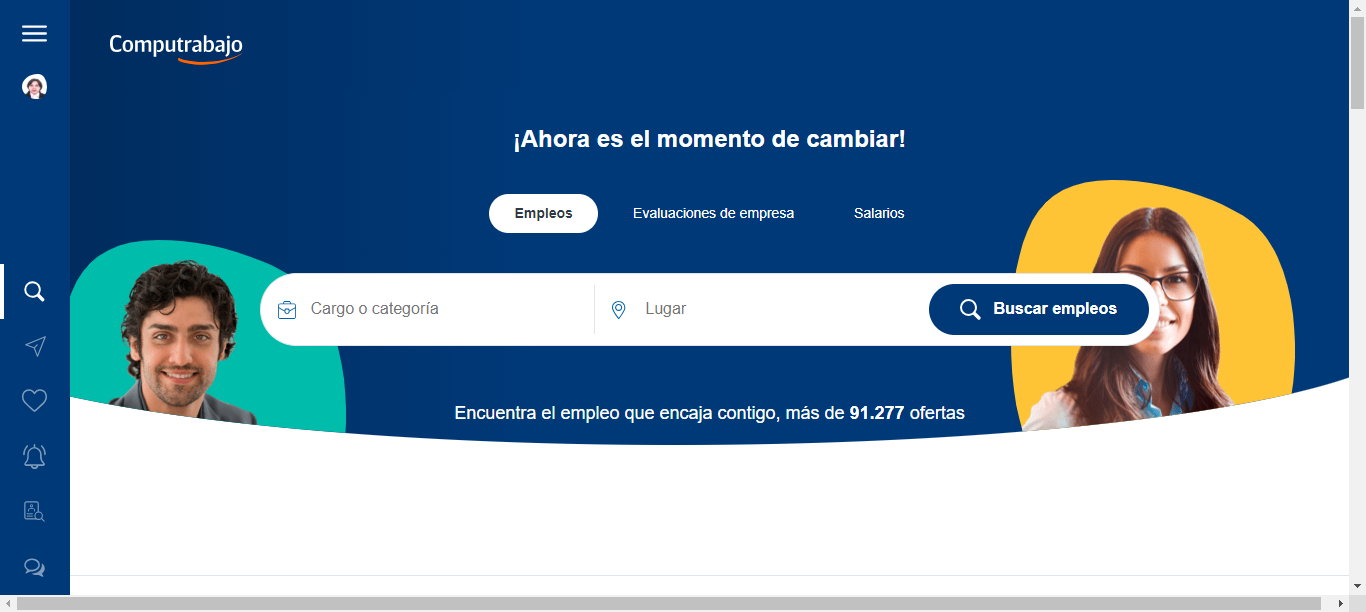 Computrabajo
¡Ahora es el momento de cambiar!
Empleos
Evaluaciones de empresa
Salarios
Cargo o categoría
Lugar
Buscar empleos
Encuentra el empleo que encaja contigo, más de 91.277 ofertas